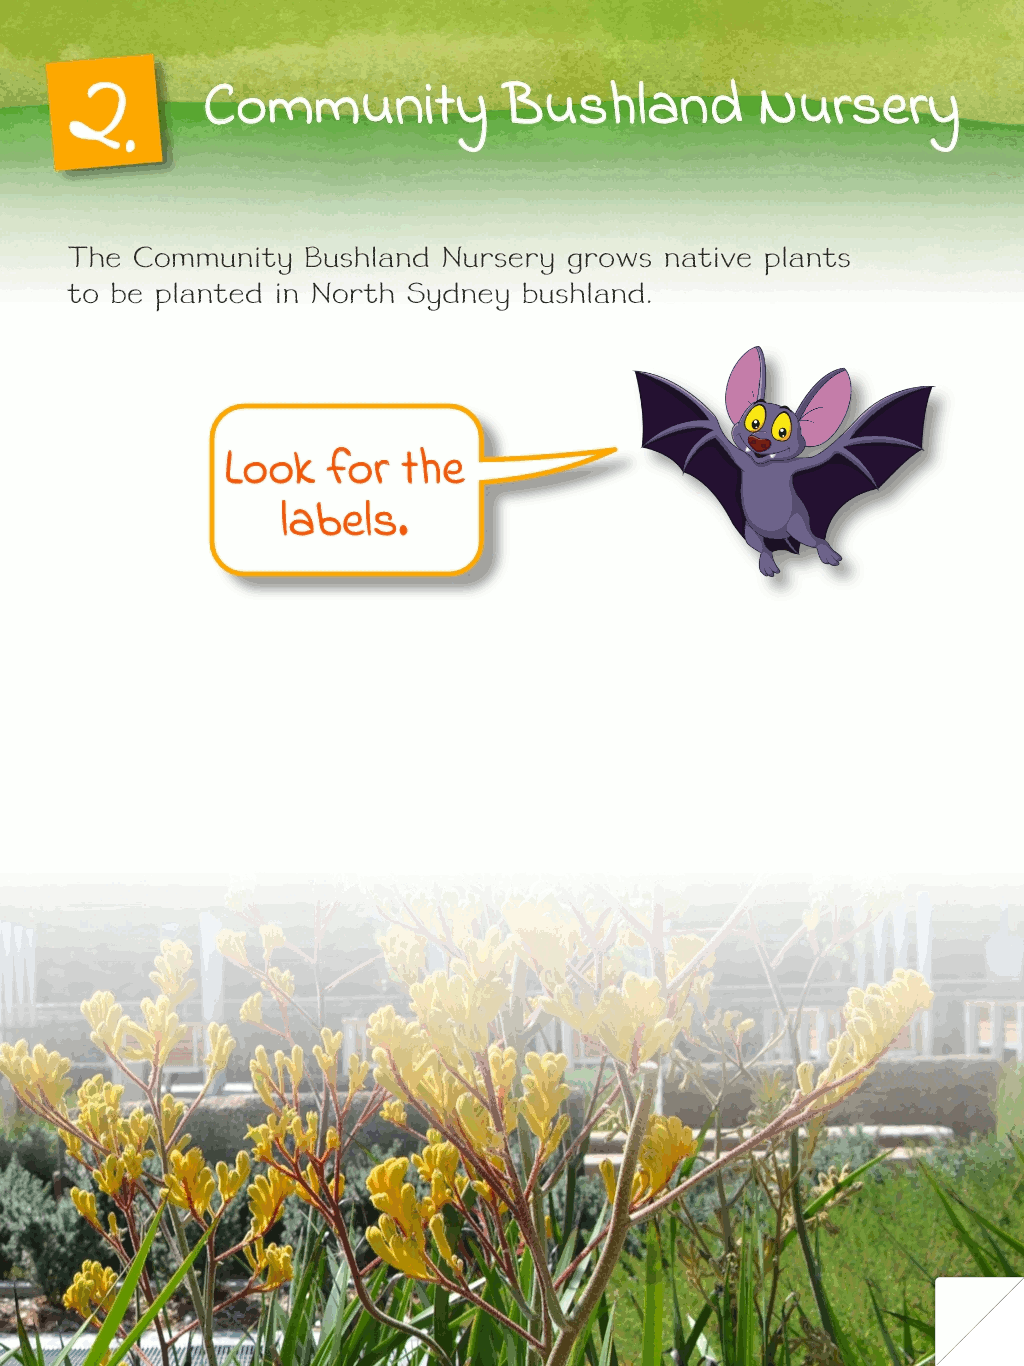 2.
Community Bushland Nursery
The Community Bushland Nursery grows native plants
to be planted in North Sydney bushland.
Look for the
labels.